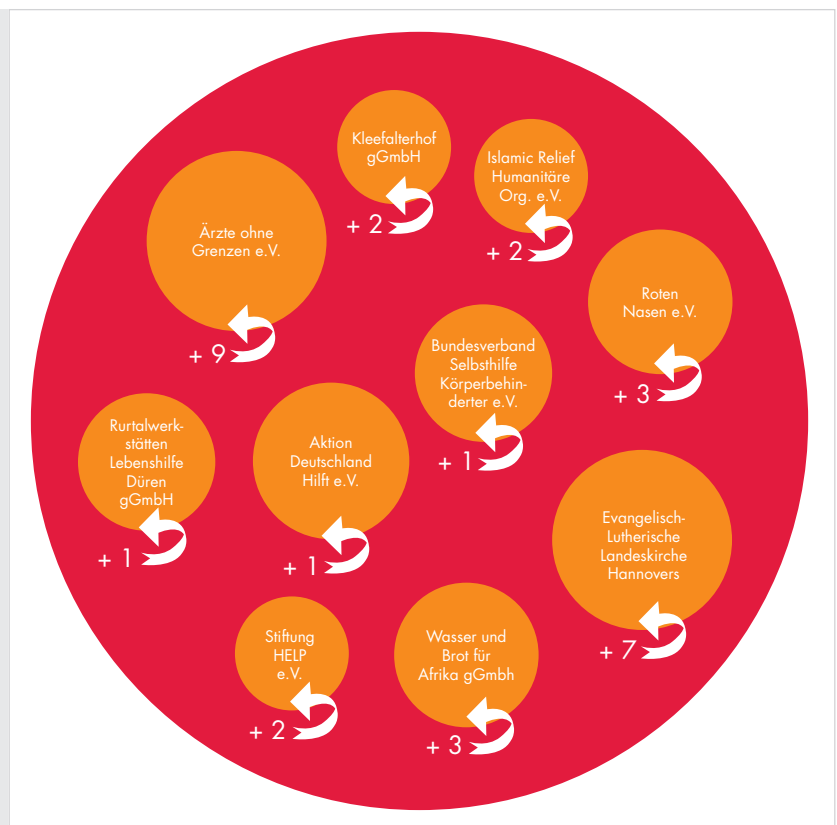 Kleefalterhof
gGmbH
+ 2
Islamic Relief
Humanitäre
Org. e.V.
+ 2
Ärzte ohne
Grenzen e.V.
+ 9
Roten
Nasen e.V.
+ 3
Bundesverband
Selbsthilfe
Körperbehin-
derter e.V.
+ 1
Rurtalwerk-
stätten
Lebenshilfe
Düren
gGmbH
+ 1
Aktion
Deutschland
Hilft e.V.
+ 1
Evangelisch-
Lutherische
Landeskirche
Hannovers
+ 7
Stiftung
HELP
e.V.
+ 2
Wasser und
Brot für
Afrika gGmbh
+ 3